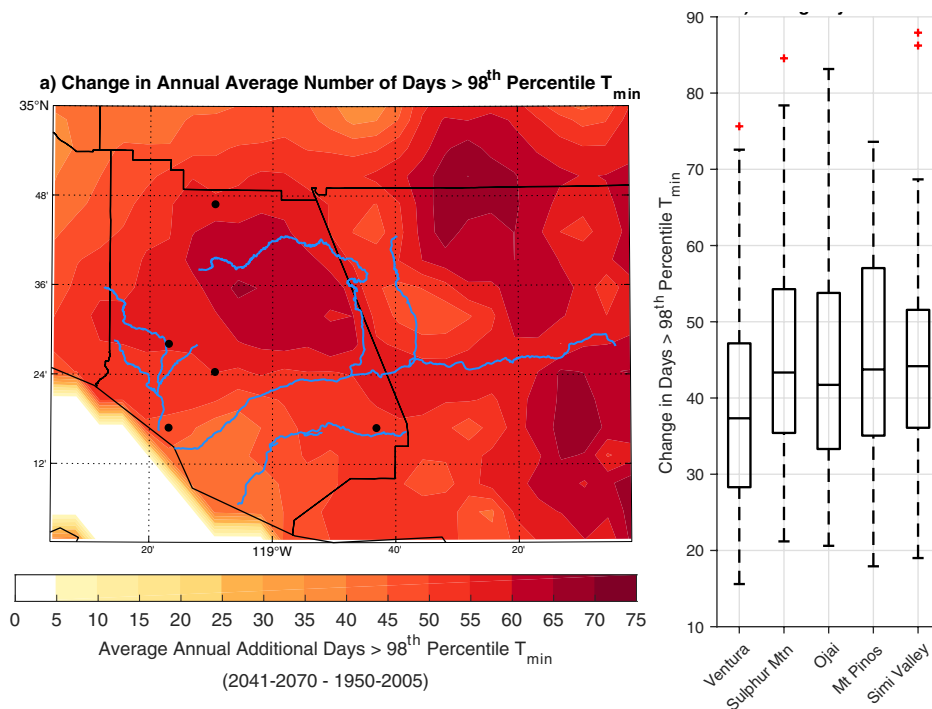 a) Change in Annual Average Number of Days > 98th Percentile Tmin
35°N
48'
36'
24'
12'
20' 119°W 40' 20'
0 5 10 15 20 25 30 35 40 45 50 55 60 65 70 75
Average Annual Additional Days > 98th Percentile Tmin
(2041-2070 - 1950-2005)
Change in Days > 98th Percentile Tmin
90
80
70
60
50
40
30
20
10
Ventura
Sulphur Mtn
Ojai
Mt Pinos
Simi Valley